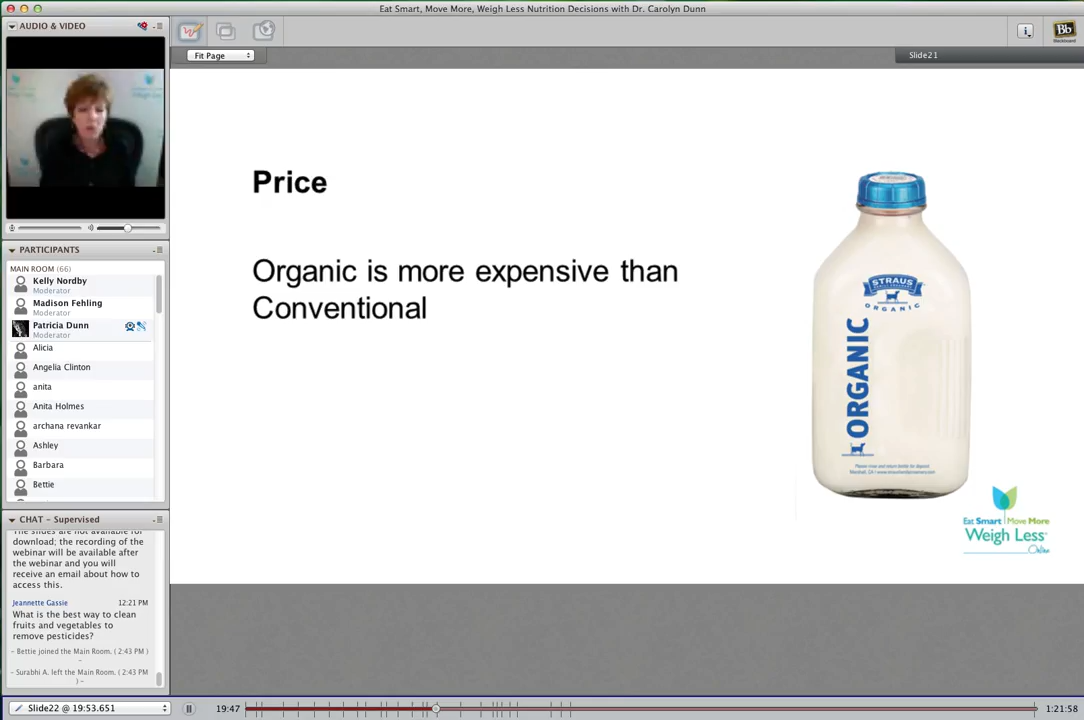 Eat Smart, Move More, Weigh Less Nutrition Decisions with Dr. Carolyn Dunn
AUDIO & VIDEO
Bb
Blackboard
Fit Page
Slide21
Price
Organic is more expensive than
Conventional
STRAUS
ORGANIC
ORGANIC
PARTICIPANTS
MAIN ROOM (66)
Kelly Nordby
Moderator
Madison Fehling
Moderator
Patricia Dunn
Moderator
Alicia
Angelia Clinton
anita
Anita Holmes
archana revankar
Ashley
Barbara
Bettie
Eat Smart Move More
Weigh Less
Online
CHAT - Supervised
The slides are not available for
download; the recording of the
webinar will be available after
the webinar and you will
receive an email about how to
access this.
Jeannette Gassie 12:21 PM
What is the best way to clean
fruits and vegetables to
remove pesticides?
- Bettie joined the Main Room. ( 2:43 PM )
-
- Surabhi A. left the Main Room. ( 2:43 PM
) -
Slide22 @ 19:53.651
19:47
1:21:58